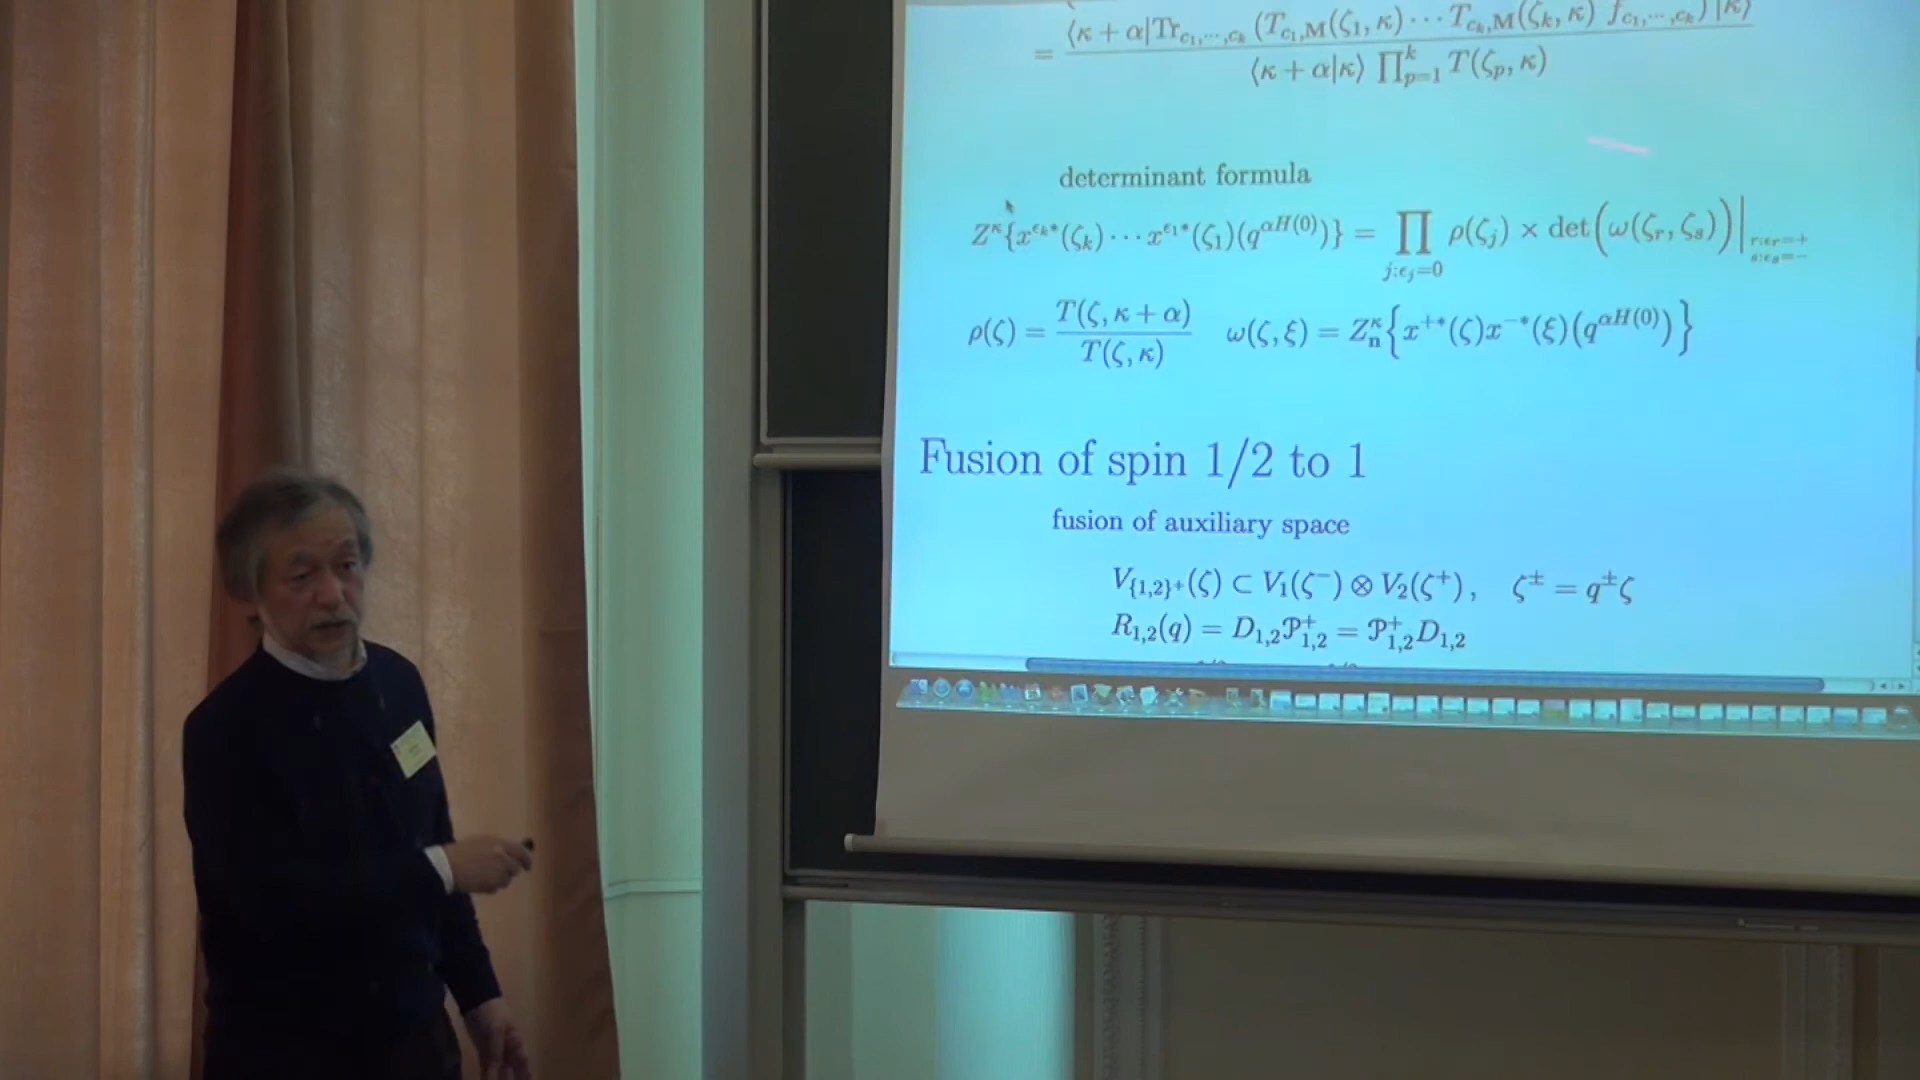 = ⟨κ + α|Tr_{c_1,⋯,c_k} (T_{c_1,M}(ζ_1, κ) ⋯ T_{c_k,M}(ζ_k, κ) f_{c_1,⋯,c_k}) |κ⟩ / ⟨κ + α|κ⟩ ∏_{p=1}^{k} T(ζ_p, κ)
determinant formula
Z^κ{x^{ϵ_k*}(ζ_k) ⋯ x^{ϵ_1*}(ζ_1)(q^{αH(0)})} = ∏_{j:ϵ_j=0} ρ(ζ_j) × det(ω(ζ_r, ζ_s))|_{r:ϵ_r=+ s:ϵ_s=−}
ρ(ζ) = T(ζ, κ + α) / T(ζ, κ) ω(ζ, ξ) = Z_n^κ{x^{+*}(ζ)x^{−*}(ξ)(q^{αH(0)})}
Fusion of spin 1/2 to 1
fusion of auxiliary space
V_{{1,2}^+}(ζ) ⊂ V_1(ζ^−) ⊗ V_2(ζ^+), ζ^± = q^±ζ
R_{1,2}(q) = D_{1,2}𝒫^+_{1,2} = 𝒫^+_{1,2}D_{1,2}